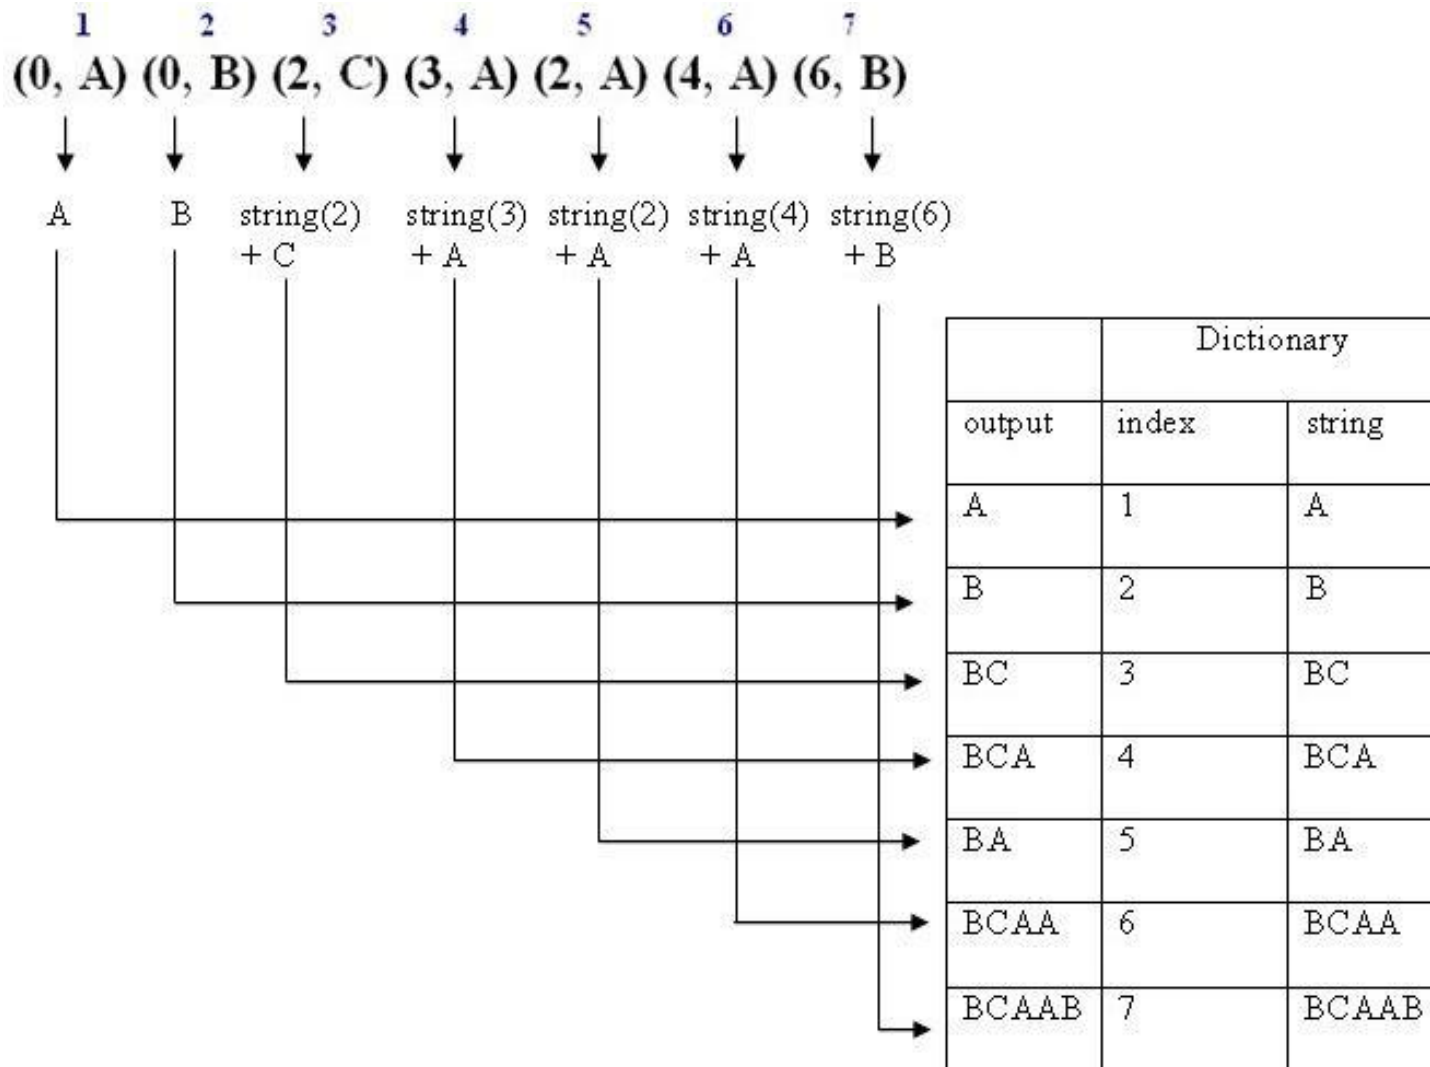 1 2 3 4 5 6 7
(0, A) (0, B) (2, C) (3, A) (2, A) (4, A) (6, B)
A B string(2) string(3) string(2) string(4) string(6)
+ C + A + A + A + B
Dictionary
output index string
A 1 A
B 2 B
BC 3 BC
BCA 4 BCA
BA 5 BA
BCAA 6 BCAA
BCAAB 7 BCAAB